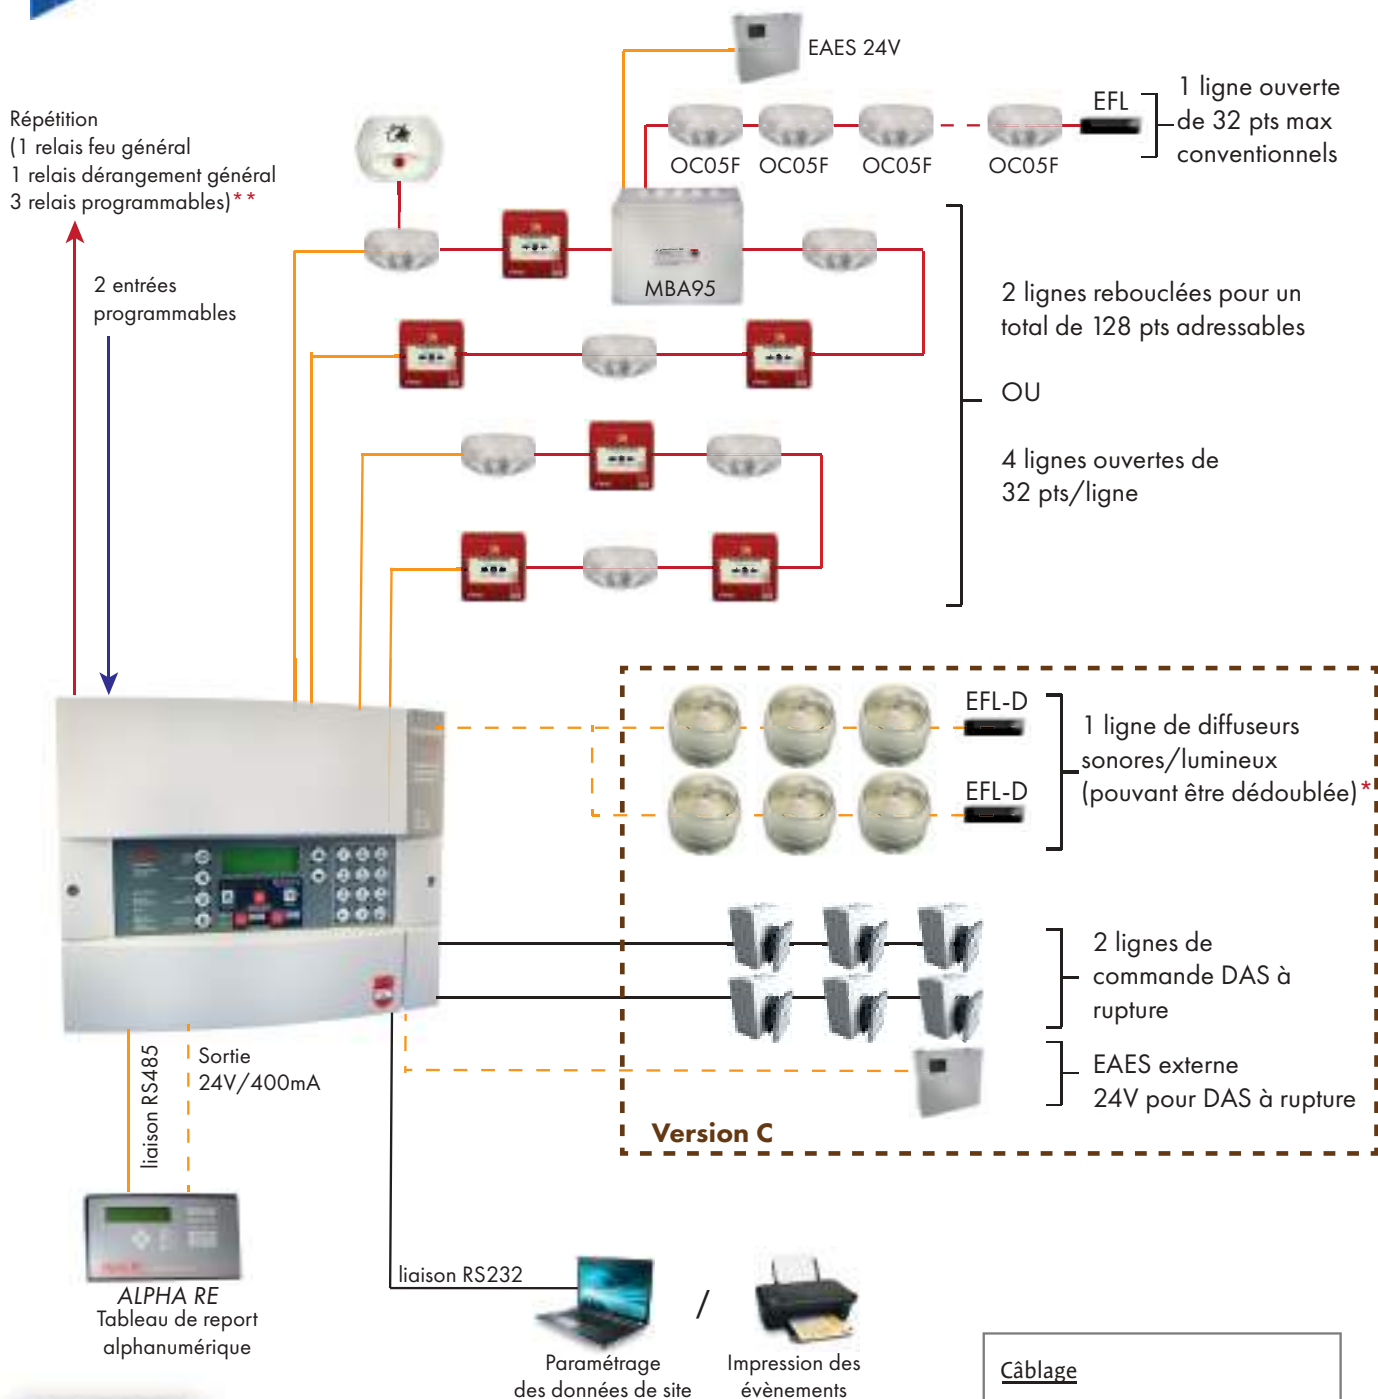 EAES 24V
Répétition
(1 relais feu général
1 relais dérangement général
3 relais programmables)**
EFL
1 ligne ouverte
de 32 pts max
conventionnels
OC05F
OC05F
OC05F
OC05F
2 entrées
programmables
MBA95
2 lignes rebouclées pour un
total de 128 pts adressables
OU
4 lignes ouvertes de
32 pts/ligne
EFL-D
EFL-D
1 ligne de diffuseurs
sonores/lumineux
(pouvant être dédoublée)*
2 lignes de
commande DAS à
rupture
EAES externe
24V pour DAS à rupture
Version C
liaison RS485
Sortie
24V/400mA
ALPHA RE
Tableau de report
alphanumérique
liaison RS232
/
Paramétrage
des données de site
Impression des
évènements
Câblage